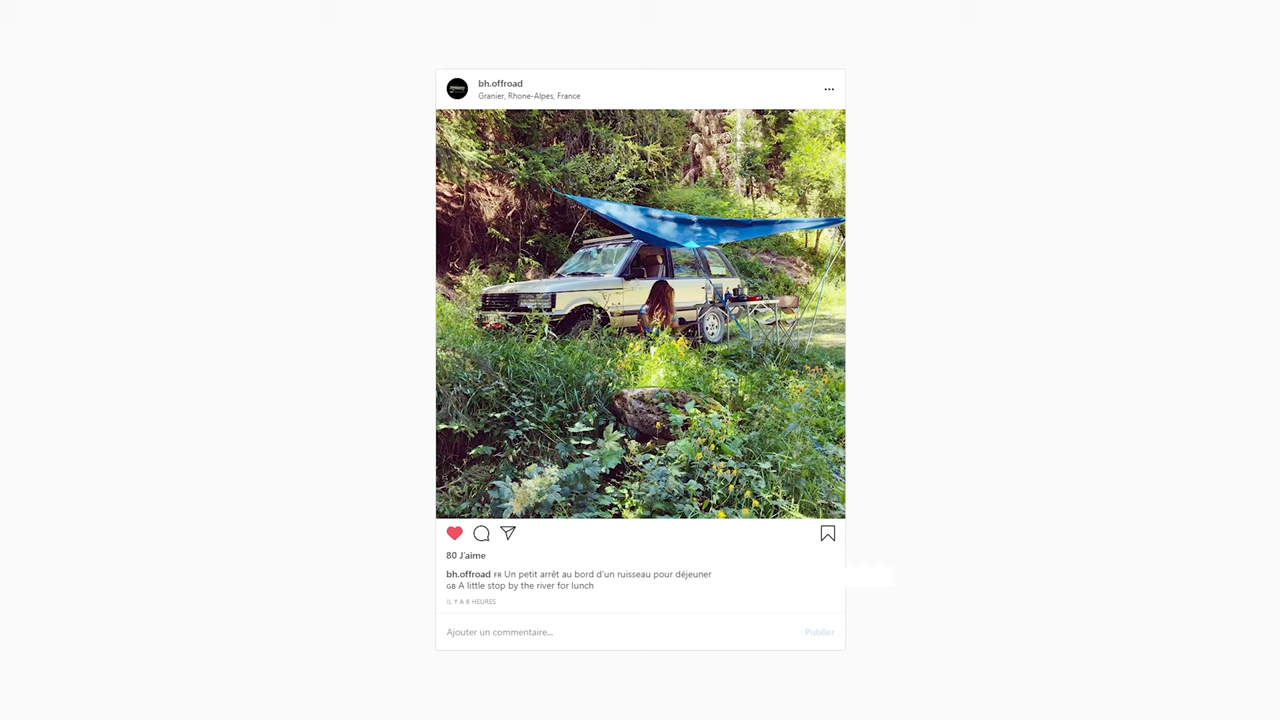 bh.offroad
Granier, Rhone-Alpes, France
80 J'aime
bh.offroad FR Un petit arrêt au bord d'un ruisseau pour déjeuner
GB A little stop by the river for lunch
IL Y A 6 HEURES
Ajouter un commentaire...
Publier